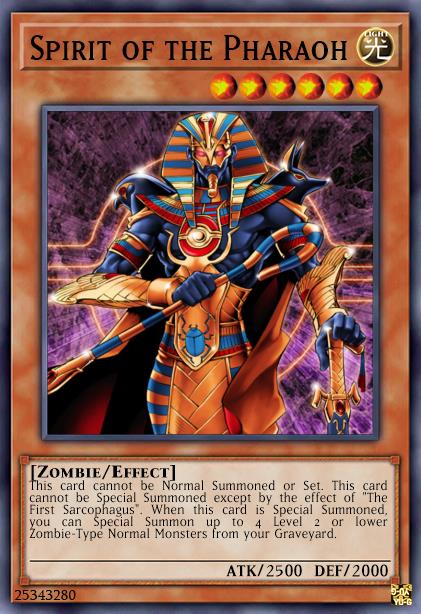 Spirit of the Pharaoh
LIGHT
光
[Zombie/Effect]
This card cannot be Normal Summoned or Set. This card
cannot be Special Summoned except by the effect of "The
First Sarcophagus". When this card is Special Summoned,
you can Special Summon up to 4 Level 2 or lower
Zombie-Type Normal Monsters from your Graveyard.
ATK/2500 DEF/2000
25343280